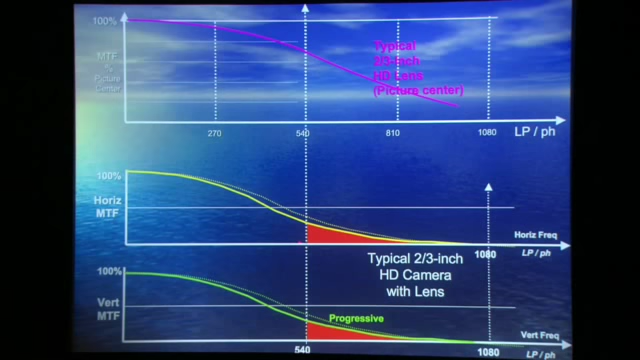 100%
MTF
%
Picture
Center
Typical
2/3-Inch
HD Lens
(Picture center)
270
540
810
1080
LP / ph
100%
Horiz
MTF
Horiz Freq
1080
LP / ph
Typical 2/3-inch
HD Camera
with Lens
100%
Vert
MTF
Progressive
Vert Freq
540
1080
LP / ph